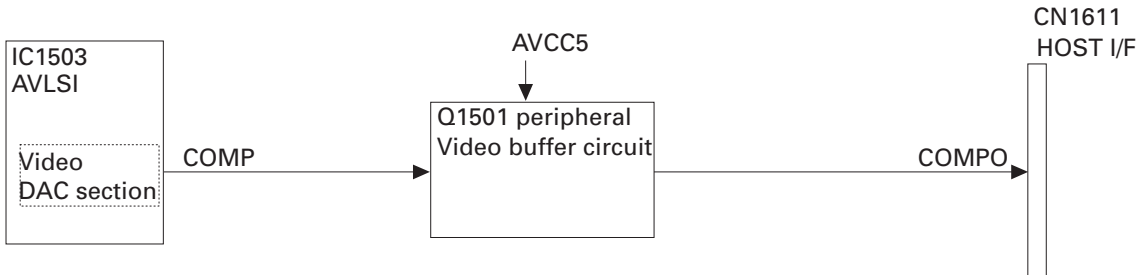 CN1611
HOST I/F
IC1503
AVLSI
AVCC5
Q1501 peripheral
Video buffer circuit
Video
DAC section
COMP
COMPO